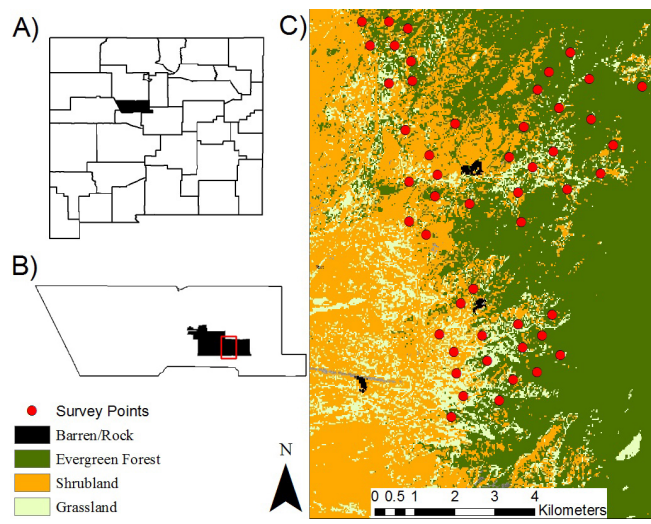 A)
B)
Survey Points
Barren/Rock
Evergreen Forest
Shrubland
Grassland
N
C)
0 0.5 1 2 3 4
Kilometers